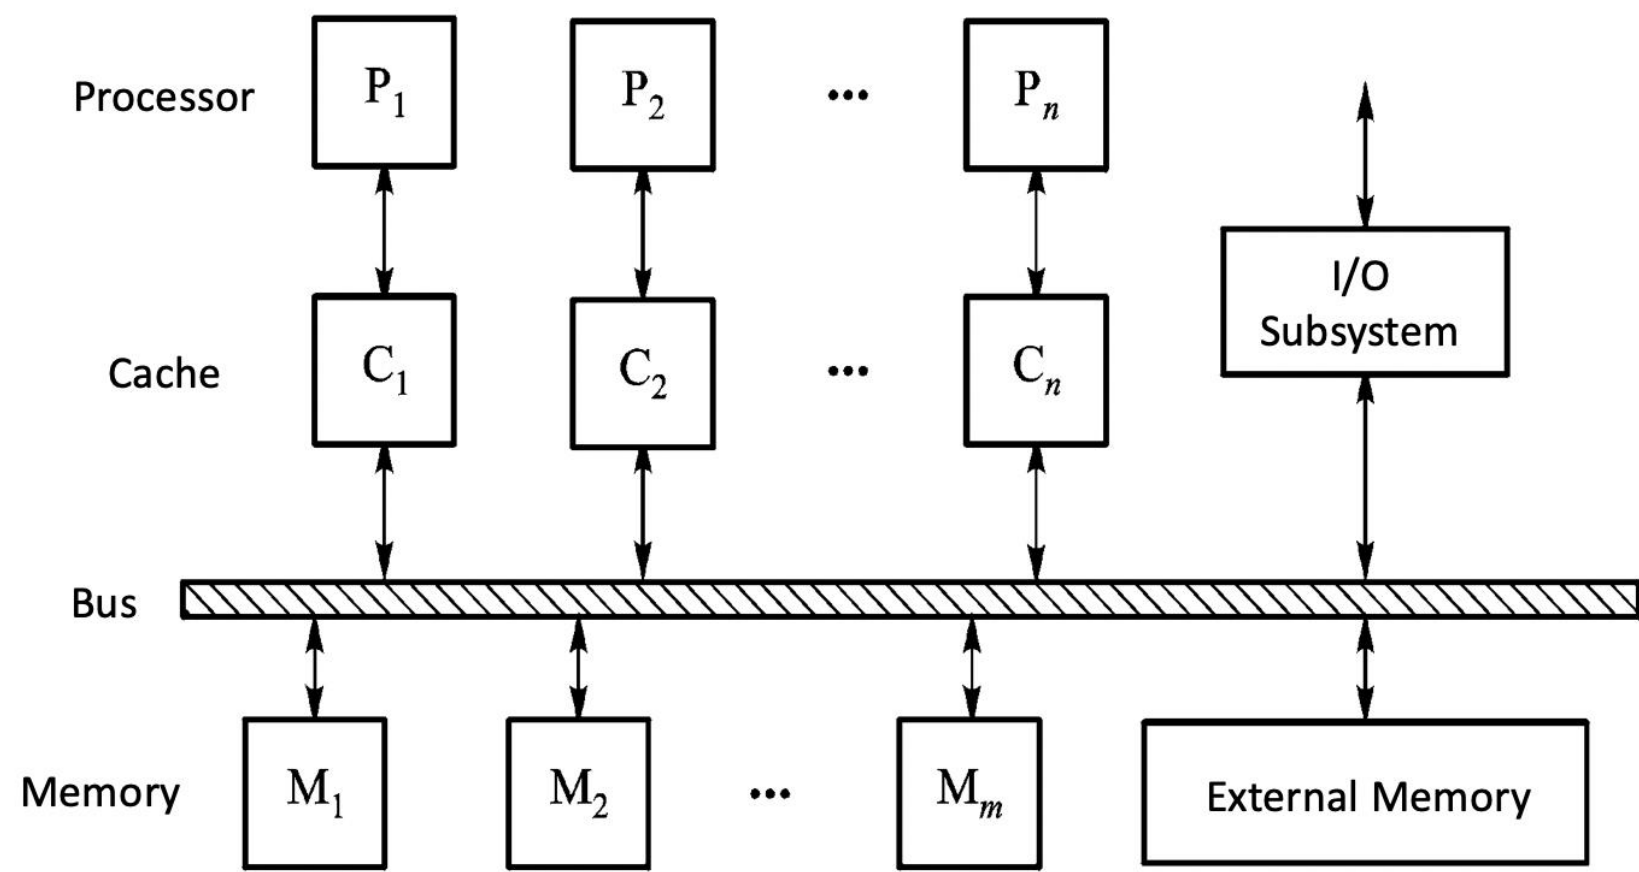 Processor P₁ P₂ ... Pₙ
I/O
Subsystem
Cache C₁ C₂ ... Cₙ
Bus
Memory M₁ M₂ ... Mₘ External Memory